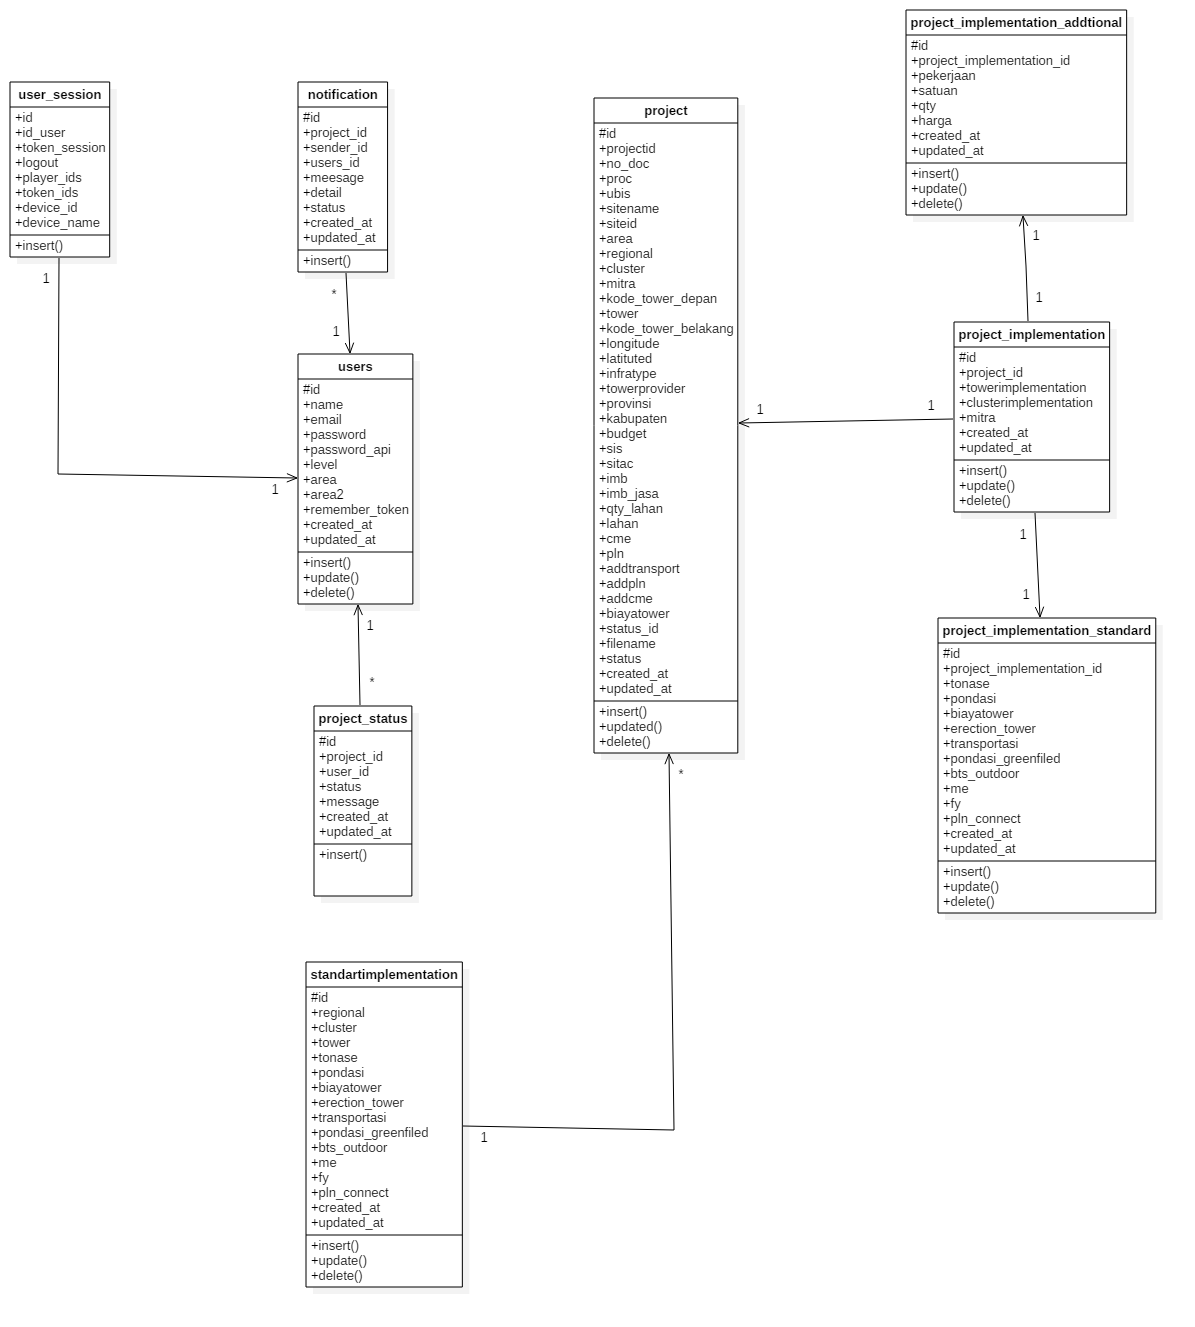 project_implementation_addtional
#id
+project_implementation_id
+pekerjaan
+satuan
+qty
+harga
+created_at
+updated_at
+insert()
+update()
+delete()
1
1
user_session
+id
+id_user
+token_session
+logout
+player_ids
+token_ids
+device_id
+device_name
+insert()
1
1
notification
#id
+project_id
+sender_id
+users_id
+meesage
+detail
+status
+created_at
+updated_at
+insert()
*
1
users
#id
+name
+email
+password
+password_api
+level
+area
+area2
+remember_token
+created_at
+updated_at
+insert()
+update()
+delete()
1
*
project_status
#id
+project_id
+user_id
+status
+message
+created_at
+updated_at
+insert()
project
#id
+projectid
+no_doc
+proc
+ubis
+sitename
+siteid
+area
+regional
+cluster
+mitra
+kode_tower_depan
+tower
+kode_tower_belakang
+longitude
+latituted
+infratype
+towerprovider
+provinsi
+kabupaten
+budget
+sis
+sitac
+imb
+imb_jasa
+qty_lahan
+lahan
+cme
+pln
+addtransport
+addpln
+addcme
+biayatower
+status_id
+filename
+status
+created_at
+updated_at
+insert()
+updated()
+delete()
*
1
1
project_implementation
#id
+project_id
+towerimplementation
+clusterimplementation
+mitra
+created_at
+updated_at
+insert()
+update()
+delete()
1
1
project_implementation_standard
#id
+project_implementation_id
+tonase
+pondasi
+biayatower
+erection_tower
+transportasi
+pondasi_greenfiled
+bts_outdoor
+me
+fy
+pln_connect
+created_at
+updated_at
+insert()
+update()
+delete()
standartimplementation
#id
+regional
+cluster
+tower
+tonase
+pondasi
+biayatower
+erection_tower
+transportasi
+pondasi_greenfiled
+bts_outdoor
+me
+fy
+pln_connect
+created_at
+updated_at
+insert()
+update()
+delete()
1